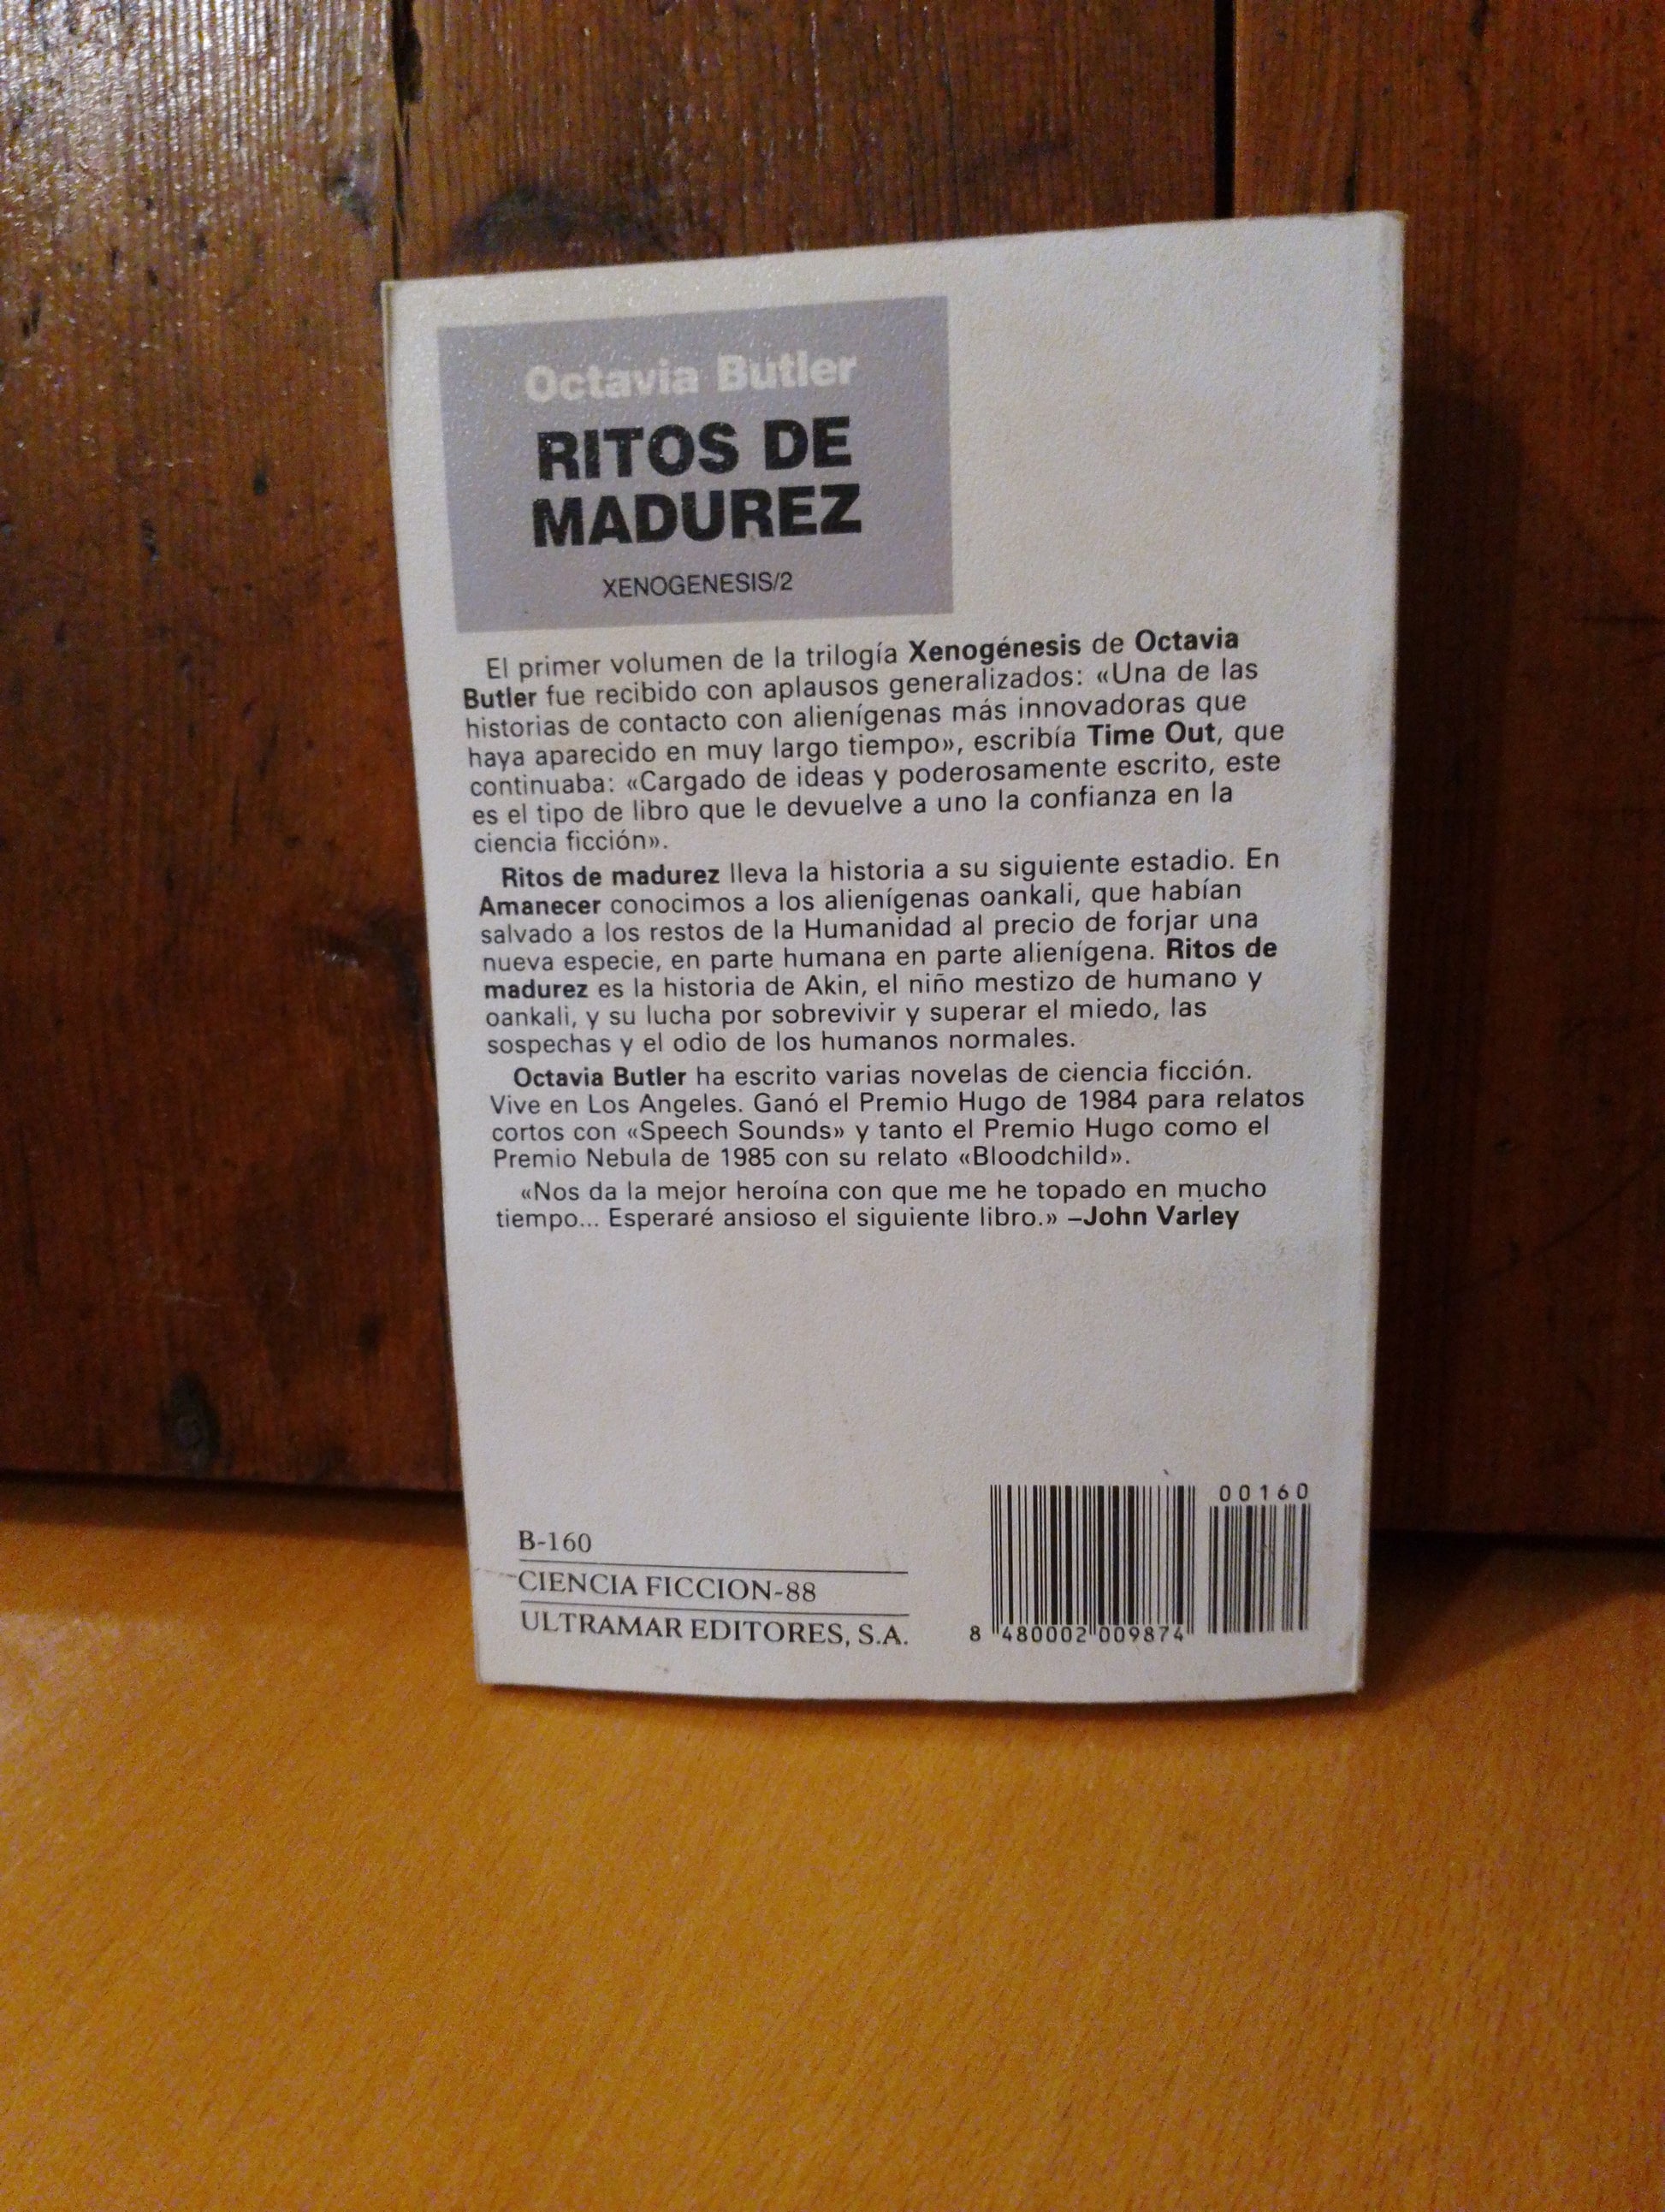 Octavia Butler
RITOS DE
MADUREZ
XENOGENESIS/2
El primer volumen de la trilogía Xenogénesis de Octavia
Butler fue recibido con aplausos generalizados: «Una de las
historias de contacto con alienígenas más innovadoras que
haya aparecido en muy largo tiempo», escribía Time Out, que
continuaba: «Cargado de ideas y poderosamente escrito, este
es el tipo de libro que le devuelve a uno la confianza en la
ciencia ficción».
Ritos de madurez lleva la historia a su siguiente estadio. En
Amanecer conocimos a los alienígenas oankali, que habían
salvado a los restos de la Humanidad al precio de forjar una
nueva especie, en parte humana en parte alienígena. Ritos de
madurez es la historia de Akin, el niño mestizo de humano y
oankali, y su lucha por sobrevivir y superar el miedo, las
sospechas y el odio de los humanos normales.
Octavia Butler ha escrito varias novelas de ciencia ficción.
Vive en Los Angeles. Ganó el Premio Hugo de 1984 para relatos
cortos con «Speech Sounds» y tanto el Premio Hugo como el
Premio Nebula de 1985 con su relato «Bloodchild».
«Nos da la mejor heroína con que me he topado en mucho
tiempo... Esperaré ansioso el siguiente libro.» –John Varley
B-160
CIENCIA FICCION-88
ULTRAMAR EDITORES, S.A.
00160
8 480002 009874